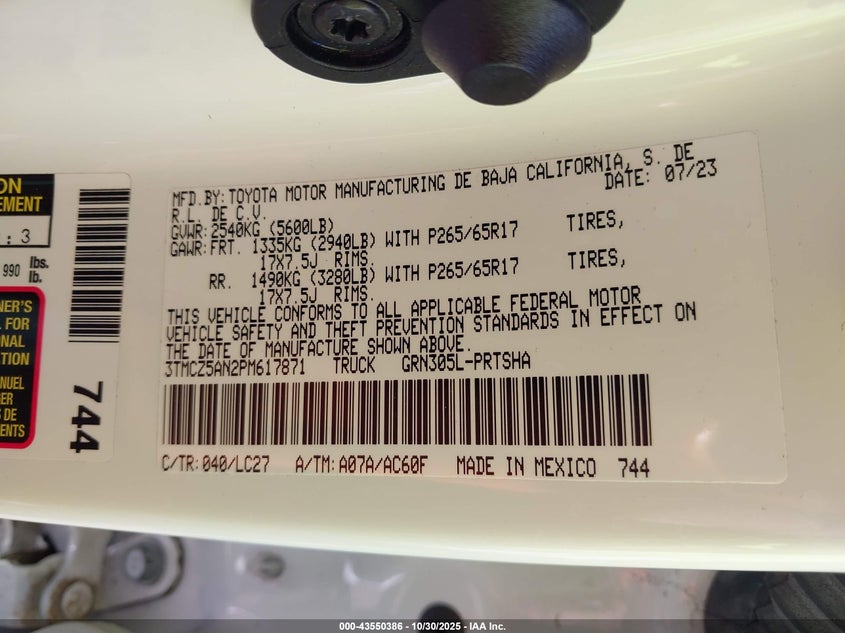 ON
EMENT
: 3
990 lbs.
lb.
NER'S
L FOR
ONAL
TION
NUEL
GER
S DE
ENTS
744
MFD.BY:TOYOTA MOTOR MANUFACTURING DE BAJA CALIFORNIA, S. DE
R.L. DE C.V. DATE: 07/23
GVWR:2540KG (5600LB)
GAWR:FRT. 1335KG (2940LB) WITH P265/65R17 TIRES,
17X7.5J RIMS.
RR. 1490KG (3280LB) WITH P265/65R17 TIRES,
17X7.5J RIMS.
THIS VEHICLE CONFORMS TO ALL APPLICABLE FEDERAL MOTOR
VEHICLE SAFETY AND THEFT PREVENTION STANDARDS IN EFFECT ON
THE DATE OF MANUFACTURE SHOWN ABOVE.
3TMCZ5AN2PM617871 TRUCK GRN305L-PRTSHA
C/TR:040/LC27 A/TM:A07A/AC60F MADE IN MEXICO 744
000-43550386 - 10/30/2025 - IAA Inc.